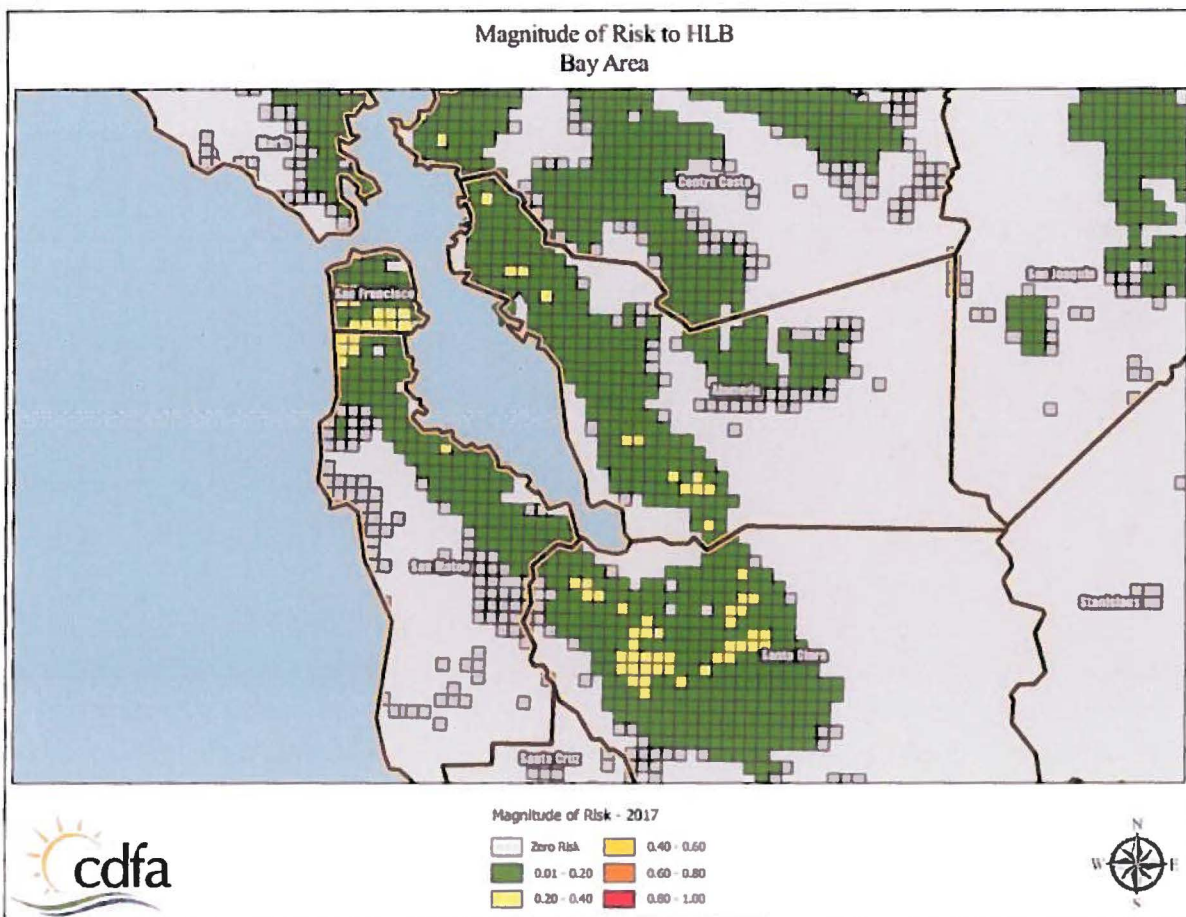 Magnitude of Risk to HLB
Bay Area
Contra Costa
San Francisco
San Joaquin
Alameda
San Mateo
Stanislaus
Santa Clara
Santa Cruz
Magnitude of Risk - 2017
Zero Risk
0.01 - 0.20
0.20 - 0.40
0.40 - 0.60
0.60 - 0.80
0.80 - 1.00
cdfa
N
W
E
S